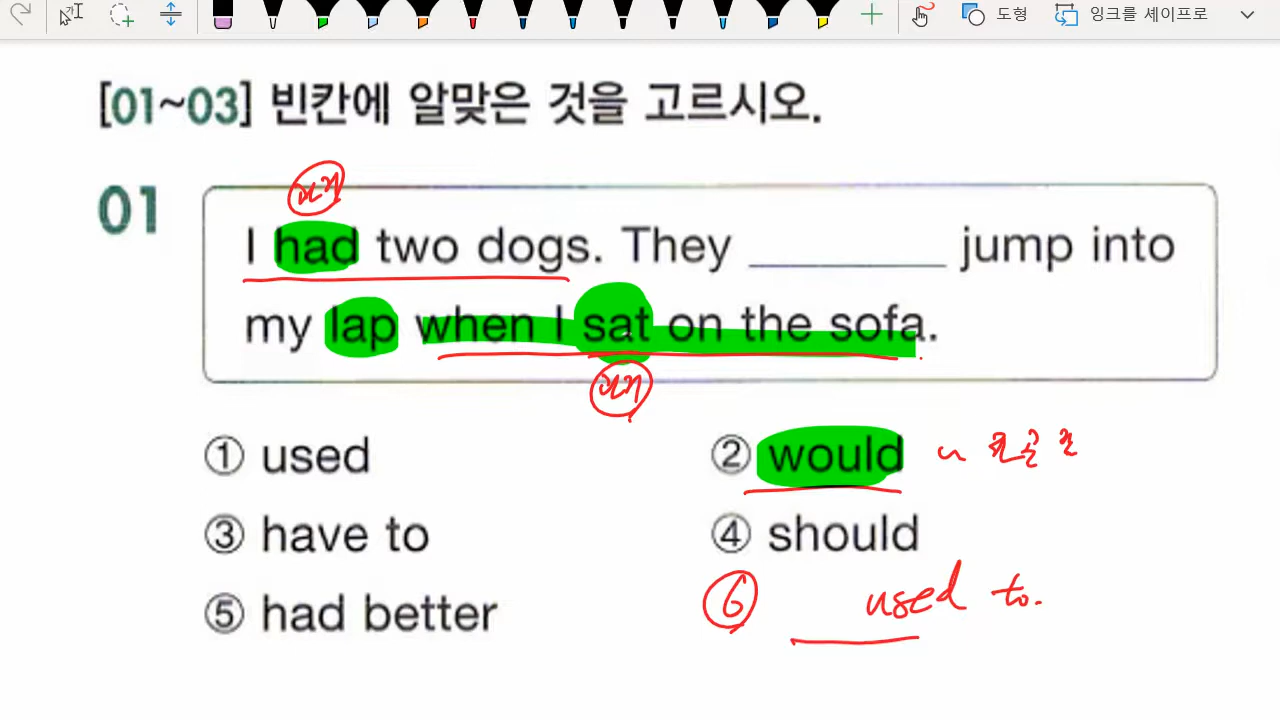 도형
잉크를 셰이프로
[01~03] 빈칸에 알맞은 것을 고르시오.
01
과거
I had two dogs. They ________ jump into
my lap when I sat on the sofa.
과거
① used
② would
③ have to
④ should
⑥ used to.
⑤ had better